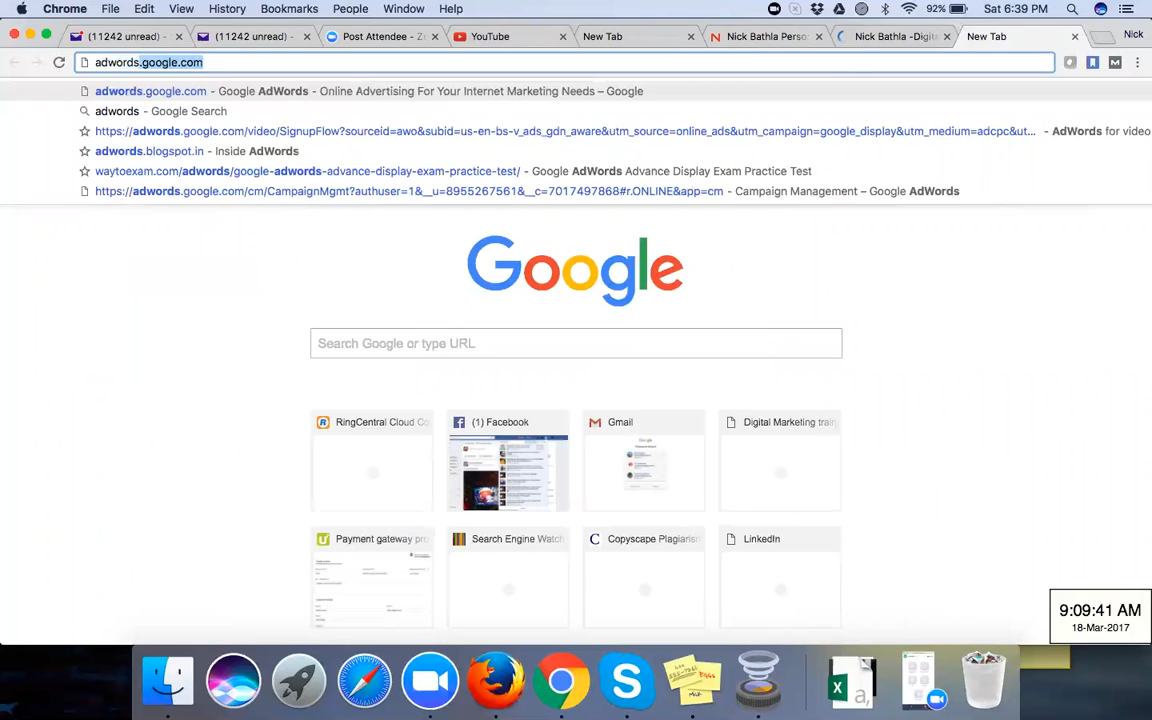 Chrome File Edit View History Bookmarks People Window Help 92% Sat 6:39 PM
(11242 unread) - (11242 unread) - Post Attendee - Z YouTube New Tab Nick Bathla Perso Nick Bathla -Digit New Tab Nick
adwords.google.com
adwords.google.com - Google AdWords - Online Advertising For Your Internet Marketing Needs – Google
adwords - Google Search
https://adwords.google.com/video/SignupFlow?sourceid=awo&subid=us-en-bs-v_ads_gdn_aware&utm_source=online_ads&utm_campaign=google_display&utm_medium=adcpc&ut... - AdWords for video
adwords.blogspot.in - Inside AdWords
waytoexam.com/adwords/google-adwords-advance-display-exam-practice-test/ - Google AdWords Advance Display Exam Practice Test
https://adwords.google.com/cm/CampaignMgmt?authuser=1&__u=8955267561&__c=7017497868#r.ONLINE&app=cm - Campaign Management – Google AdWords
Google
Search Google or type URL
RingCentral Cloud Co (1) Facebook Gmail Digital Marketing train
Payment gateway pro Search Engine Watch Copyscape Plagiarism LinkedIn
9:09:41 AM
18-Mar-2017